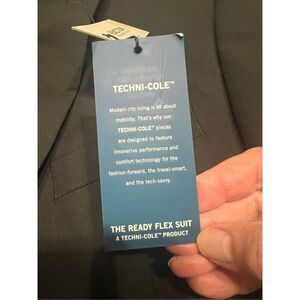 TECHNI-COLE™
Modern city living is all about
mobility. That's why our
TECHNI-COLE™ pieces
are designed to feature
innovative performance and
comfort technology for the
fashion-forward, the travel-smart,
and the tech-savvy.
THE READY FLEX SUIT
A TECHNI-COLE™ PRODUCT